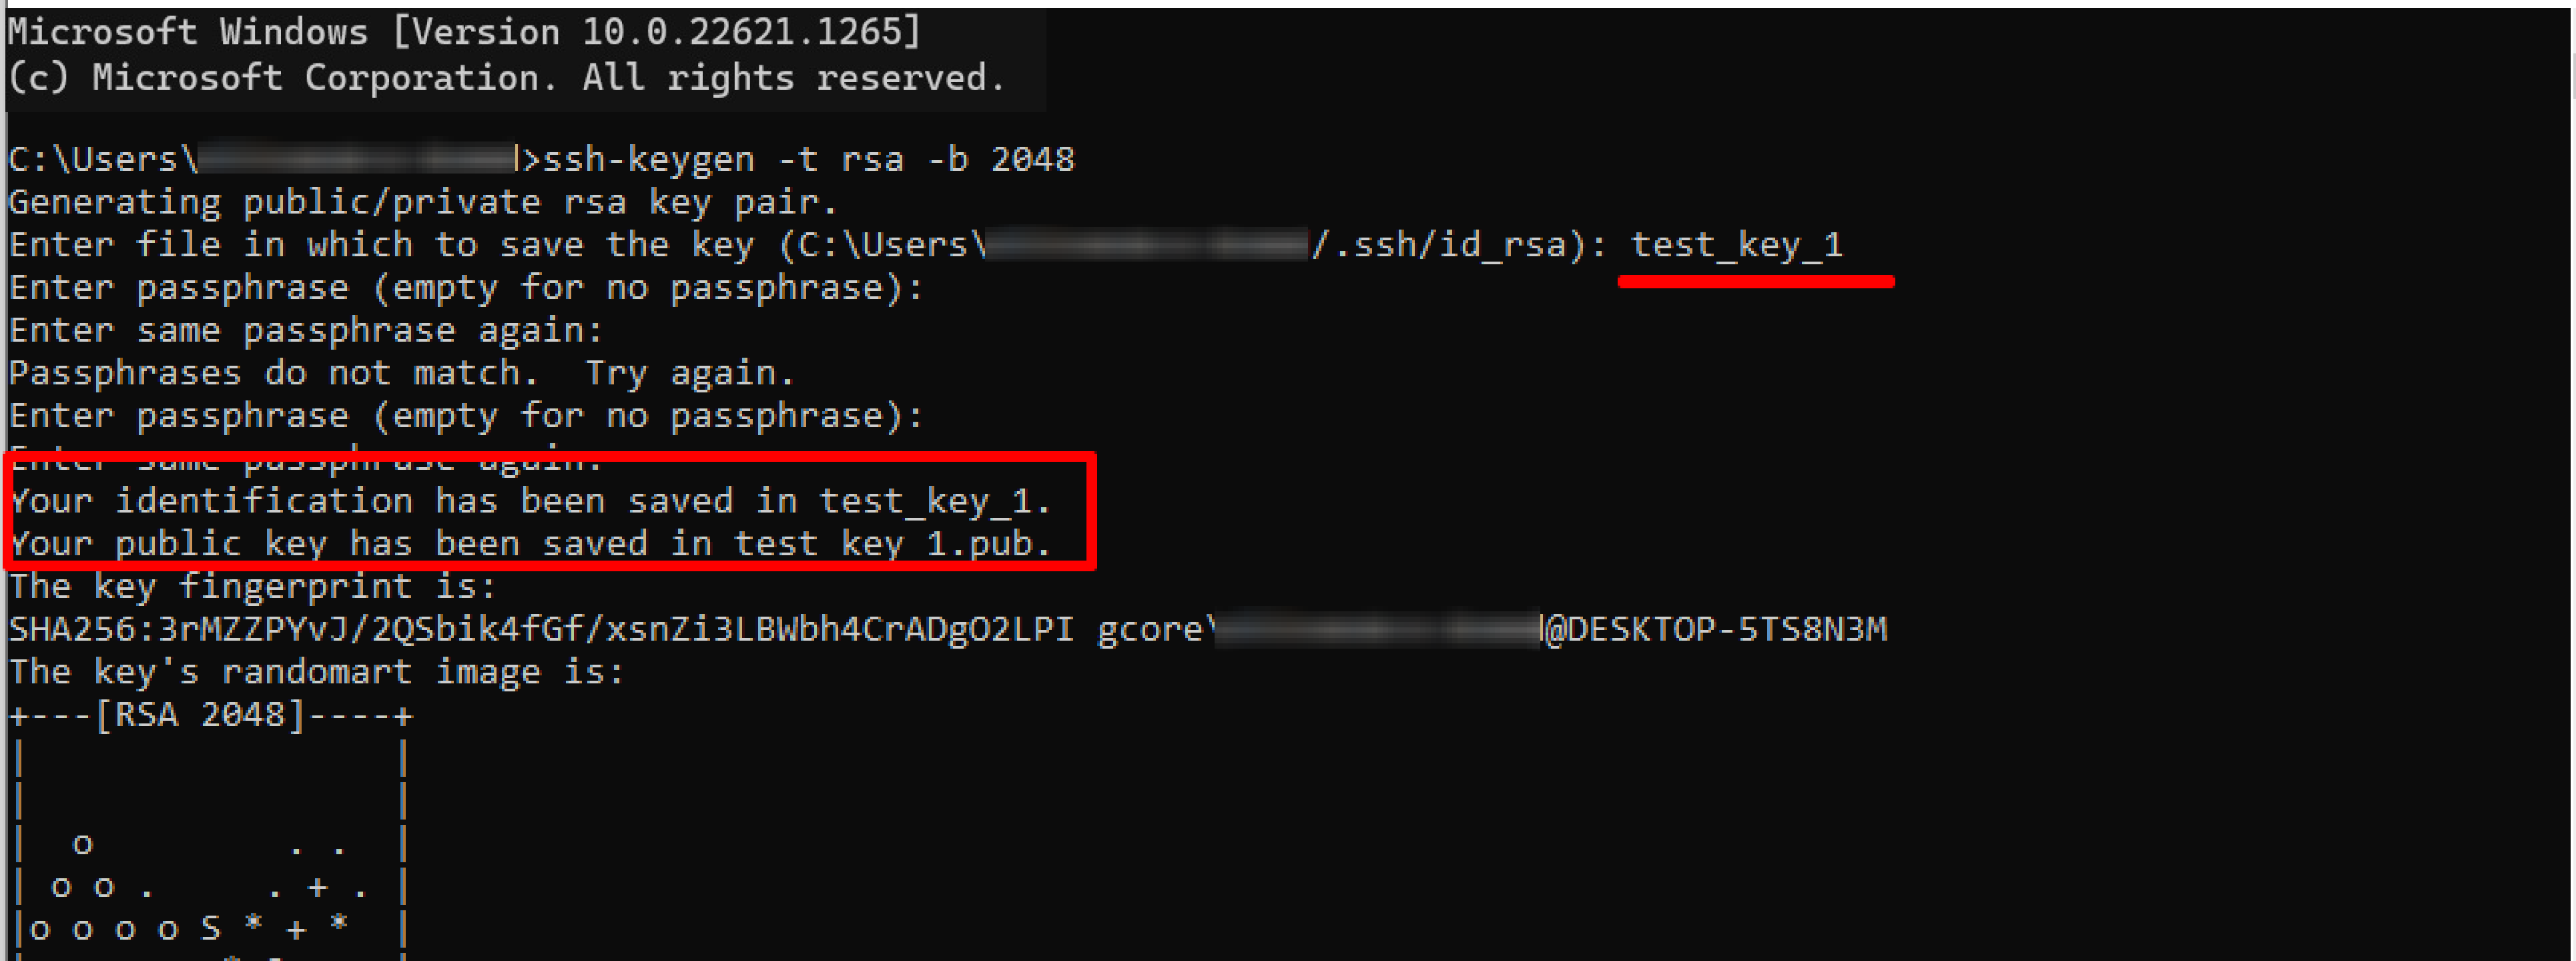 Microsoft Windows [Version 10.0.22621.1265]
(c) Microsoft Corporation. All rights reserved.
C:\Users\ >ssh-keygen -t rsa -b 2048
Generating public/private rsa key pair.
Enter file in which to save the key (C:\Users\ /.ssh/id_rsa): test_key_1
Enter passphrase (empty for no passphrase):
Enter same passphrase again:
Passphrases do not match.  Try again.
Enter passphrase (empty for no passphrase):
Enter same passphrase again:
Your identification has been saved in test_key_1.
Your public key has been saved in test_key_1.pub.
The key fingerprint is:
SHA256:3rMZZPYvJ/2QSbik4fGf/xsnZi3LBWbh4CrADgO2LPI gcore\ @DESKTOP-5TS8N3M
The key's randomart image is:
+---[RSA 2048]----+
|                 |
|                 |
|  o         . .  |
| o o .     . + . |
|o o o o S * + *  |